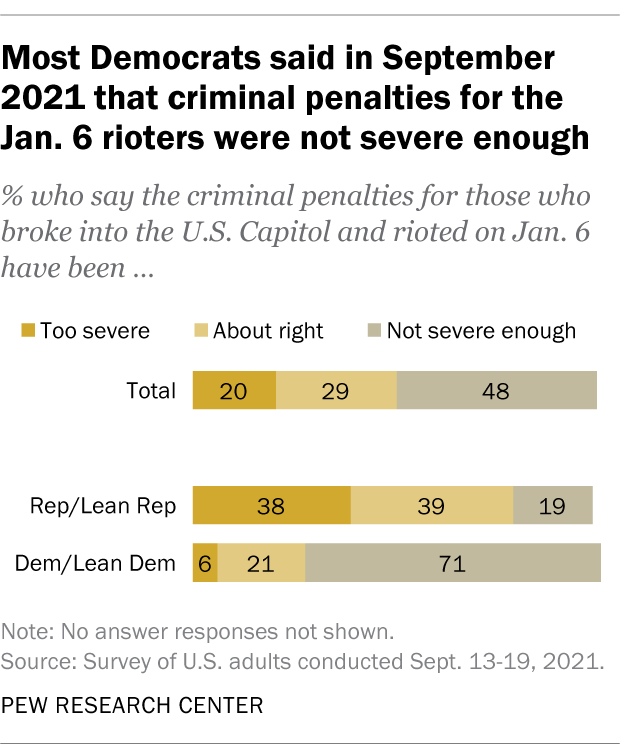 Most Democrats said in September
2021 that criminal penalties for the
Jan. 6 rioters were not severe enough
% who say the criminal penalties for those who
broke into the U.S. Capitol and rioted on Jan. 6
have been ...
Too severe About right Not severe enough
Total 20 29 48
Rep/Lean Rep 38 39 19
Dem/Lean Dem 6 21 71
Note: No answer responses not shown.
Source: Survey of U.S. adults conducted Sept. 13-19, 2021.
PEW RESEARCH CENTER